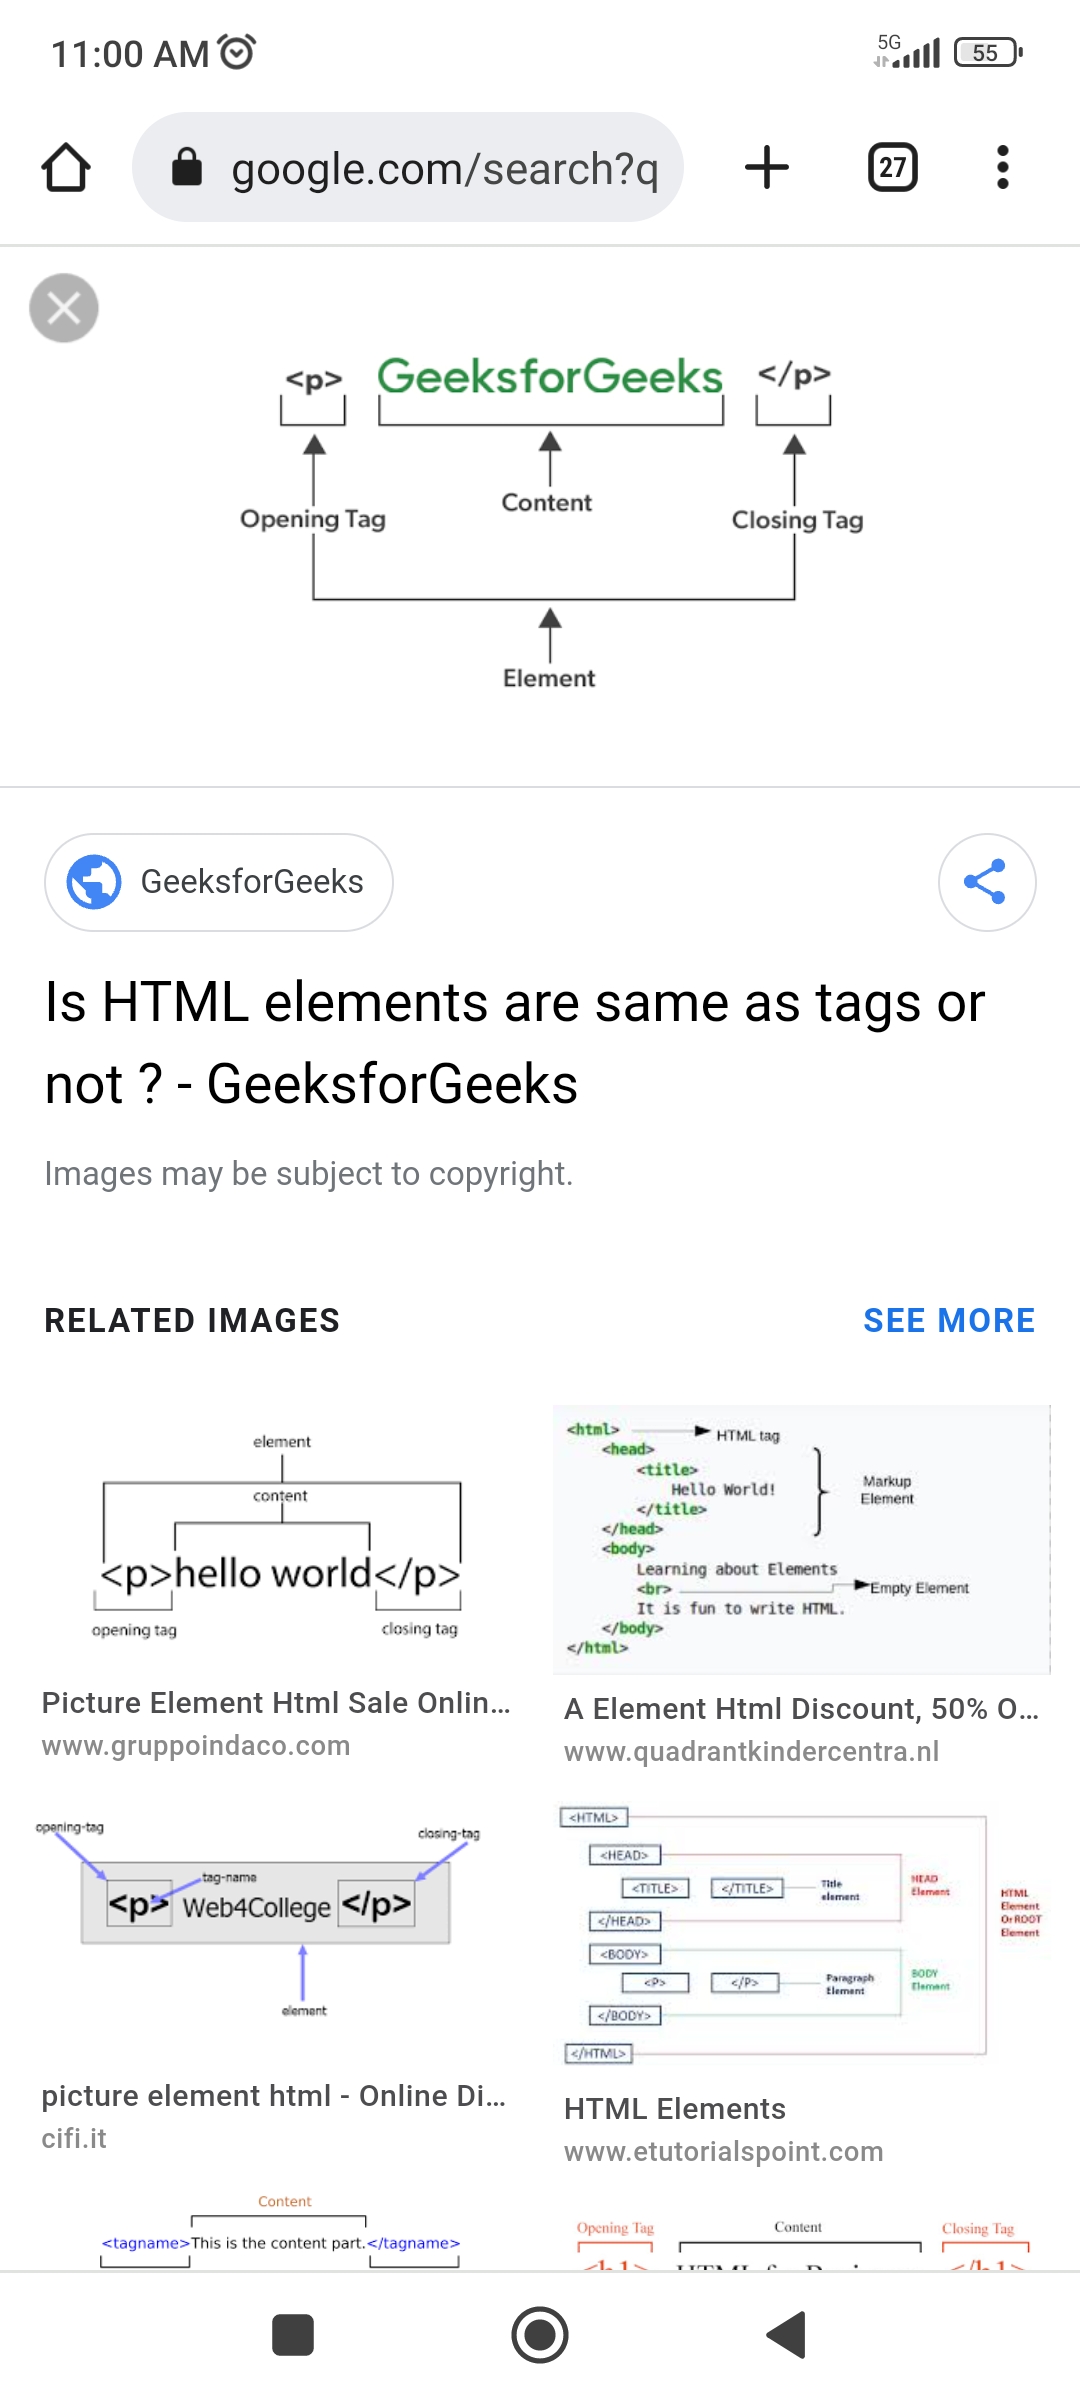 11:00 AM
5G
55
google.com/search?q
27
<p> GeeksforGeeks </p>
Content
Opening Tag
Closing Tag
Element
GeeksforGeeks
Is HTML elements are same as tags or
not ? - GeeksforGeeks
Images may be subject to copyright.
RELATED IMAGES
SEE MORE
element
content
<p>hello world</p>
opening tag
closing tag
Picture Element Html Sale Onlin...
www.gruppoindaco.com
<html>
HTML tag
<head>
<title>
Hello World!
</title>
</head>
Markup
Element
<body>
Learning about Elements
<br>
Empty Element
It is fun to write HTML.
</body>
</html>
A Element Html Discount, 50% O...
www.quadrantkindercentra.nl
opening-tag
closing-tag
tag-name
<p> Web4College </p>
element
picture element html - Online Di...
cifi.it
<HTML>
<HEAD>
<TITLE>
</TITLE>
Title
element
HEAD
Element
</HEAD>
HTML
Element
Or ROOT
Element
<BODY>
<P>
</P>
Paragraph
Element
BODY
Element
</BODY>
</HTML>
HTML Elements
www.etutorialspoint.com
Content
<tagname>This is the content part.</tagname>
Opening Tag
Content
Closing Tag